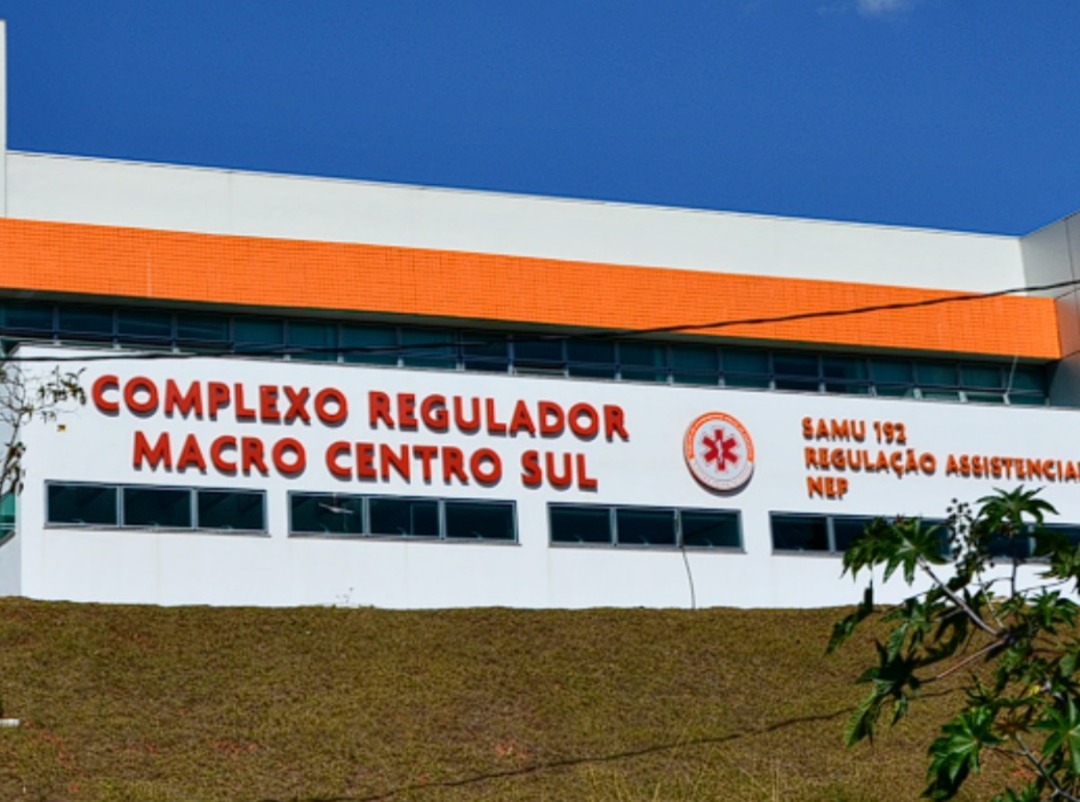 COMPLEXO REGULADOR
MACRO CENTRO SUL
SAMU 192
REGULAÇÃO ASSISTENCIAL
NEP